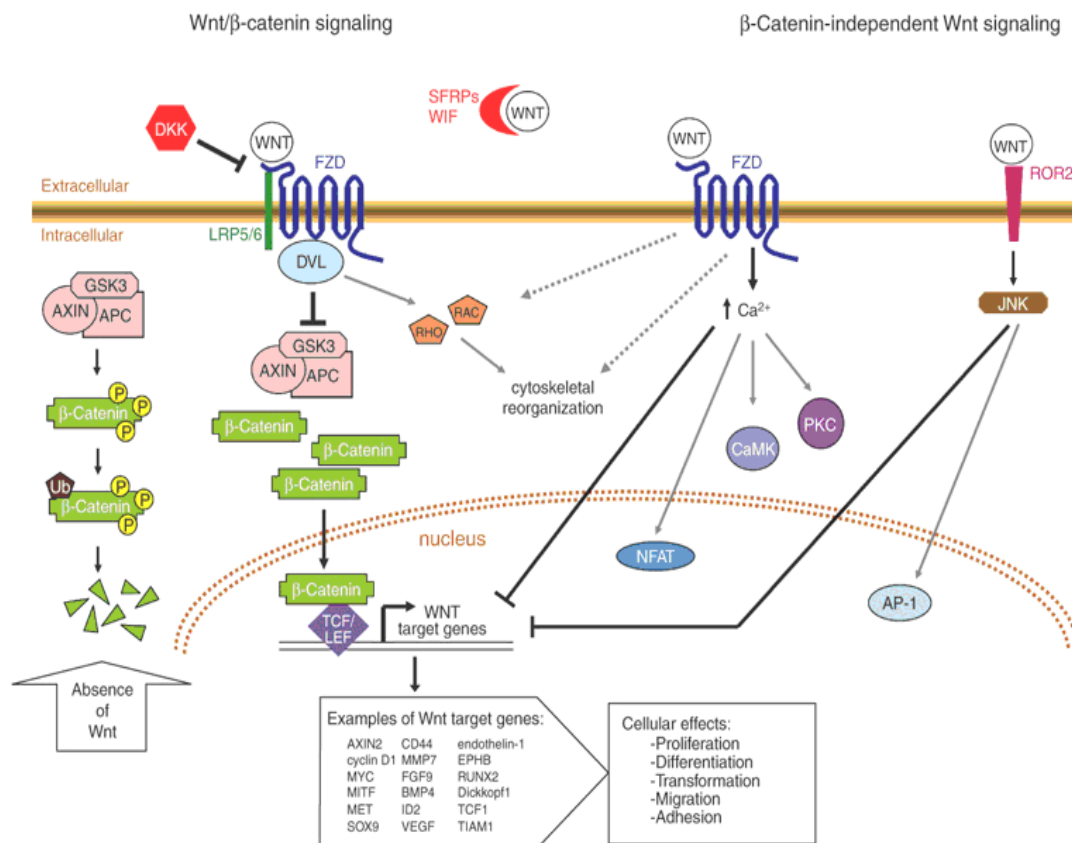 Wnt/β-catenin signaling
β-Catenin-independent Wnt signaling
SFRPs
WIF
WNT
DKK
WNT
FZD
WNT
FZD
WNT
ROR2
Extracellular
Intracellular
LRP5/6
DVL
GSK3
AXIN
APC
RAC
RHO
Ca2+
JNK
GSK3
AXIN
APC
cytoskeletal
reorganization
P
P
β-Catenin
P
β-Catenin
β-Catenin
β-Catenin
PKC
CaMK
Ub
P
P
β-Catenin
P
nucleus
NFAT
β-Catenin
TCF/
LEF
WNT
target genes
AP-1
Absence
of
Wnt
Examples of Wnt target genes:
AXIN2 CD44 endothelin-1
cyclin D1 MMP7 EPHB
MYC FGF9 RUNX2
MITF BMP4 Dickkopf1
MET ID2 TCF1
SOX9 VEGF TIAM1
Cellular effects:
-Proliferation
-Differentiation
-Transformation
-Migration
-Adhesion